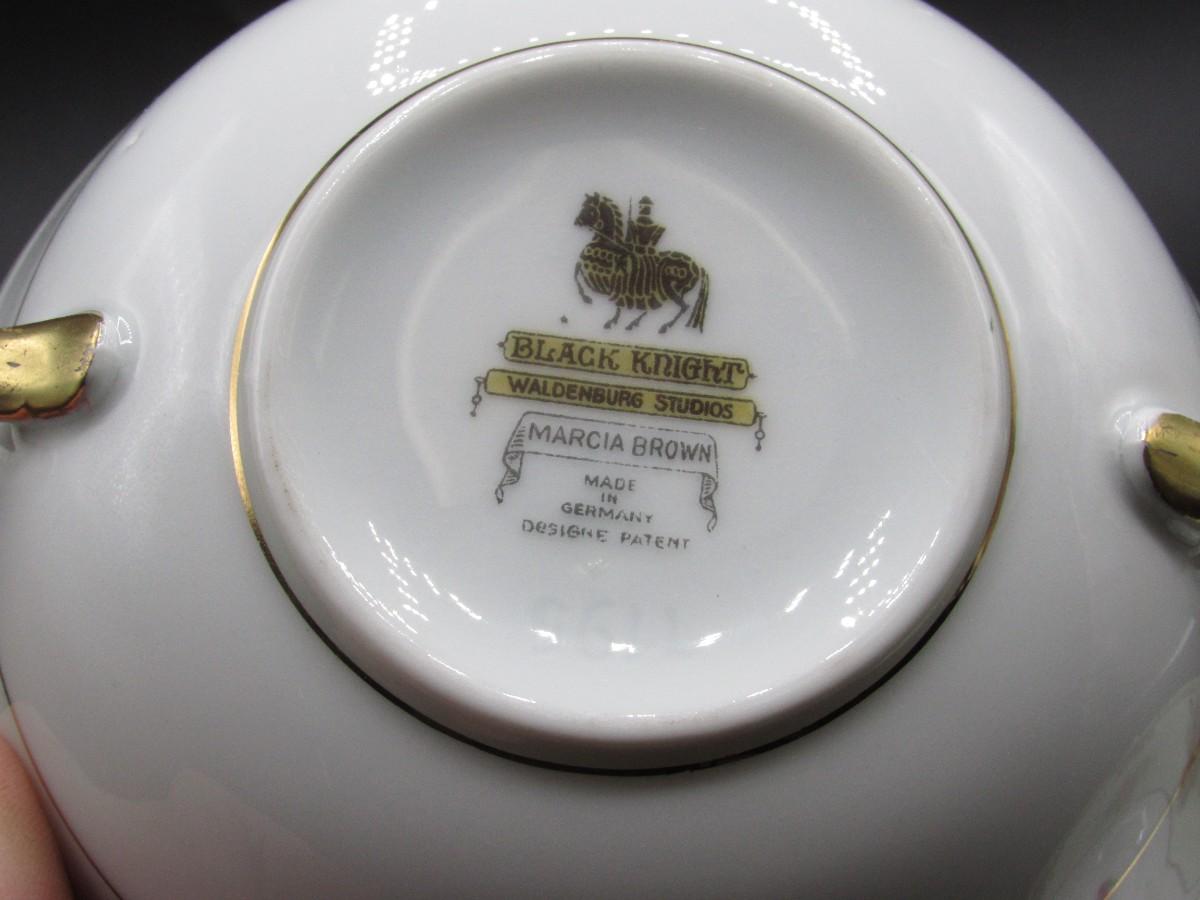 BLACK KNIGHT
WALDENBURG STUDIOS
MARCIA BROWN
MADE
IN
GERMANY
DESIGNE PATENT